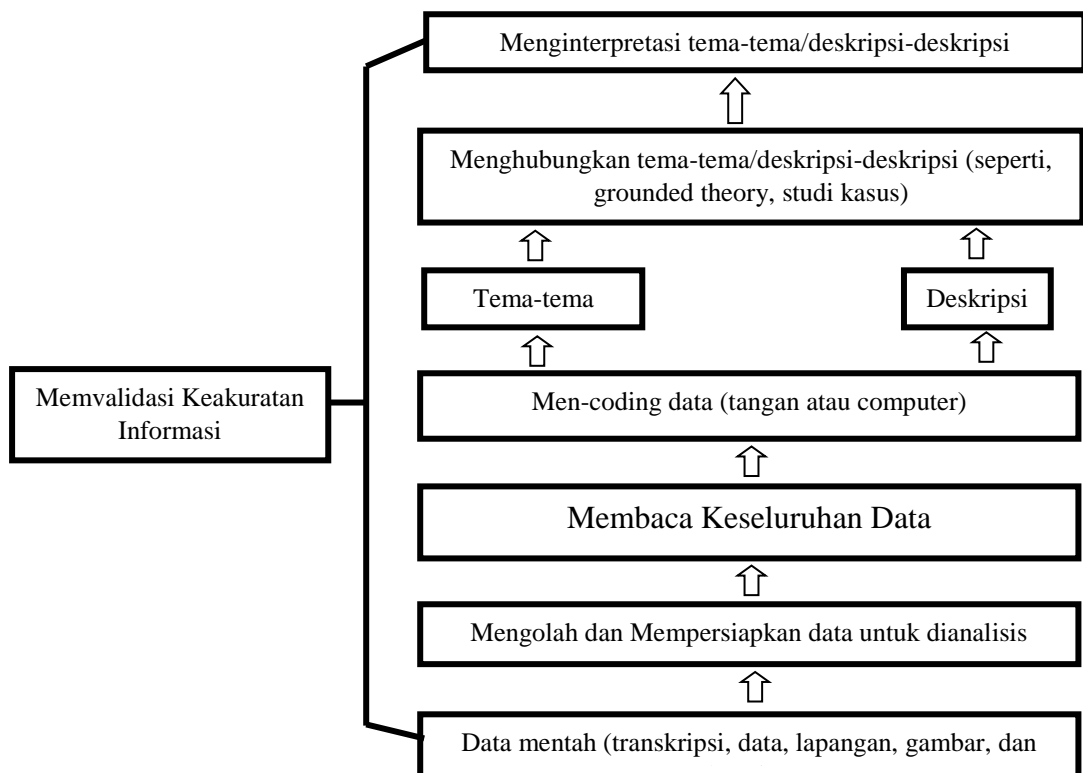 Menginterpretasi tema-tema/deskripsi-deskripsi
Menghubungkan tema-tema/deskripsi-deskripsi (seperti,
grounded theory, studi kasus)
Tema-tema
Deskripsi
Memvalidasi Keakuratan
Informasi
Men-coding data (tangan atau computer)
Membaca Keseluruhan Data
Mengolah dan Mempersiapkan data untuk dianalisis
Data mentah (transkripsi, data, lapangan, gambar, dan